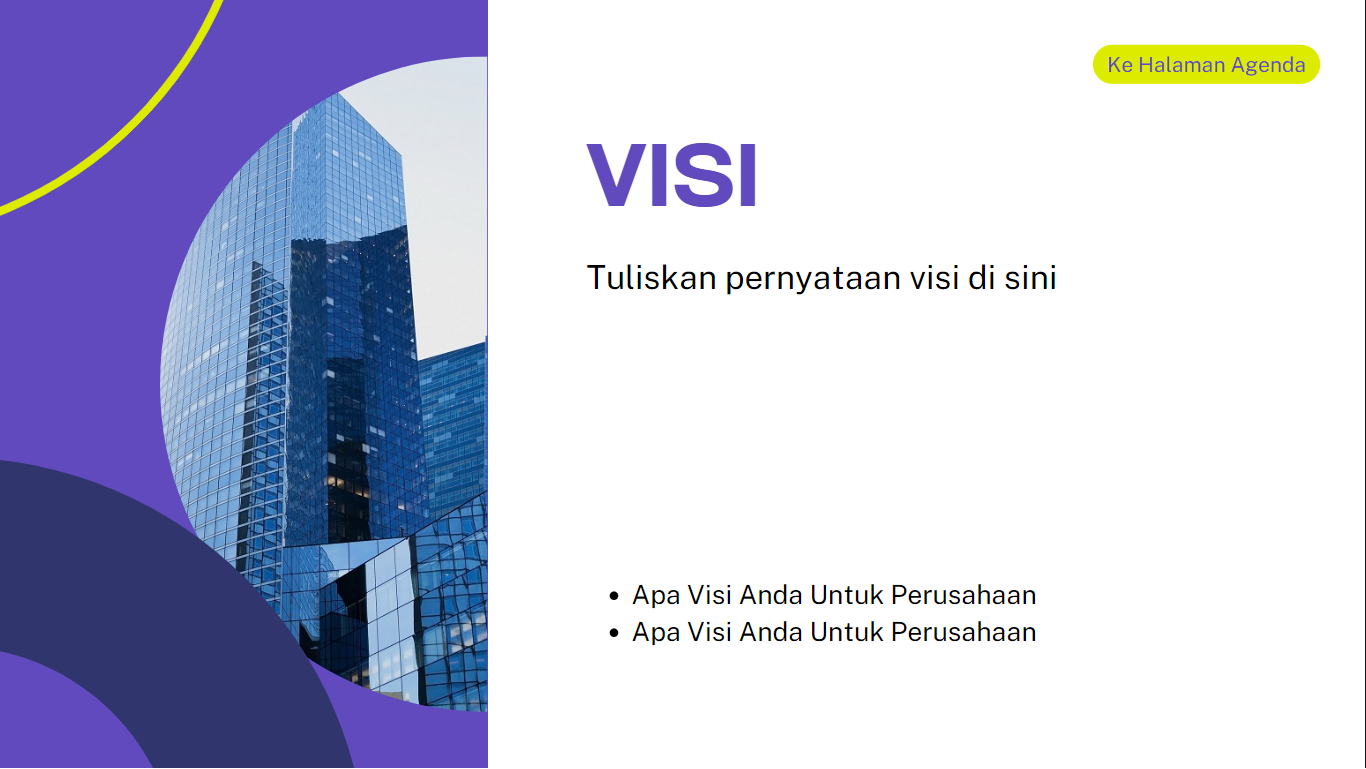 Ke Halaman Agenda
VISI
Tuliskan pernyataan visi di sini
• Apa Visi Anda Untuk Perusahaan
• Apa Visi Anda Untuk Perusahaan